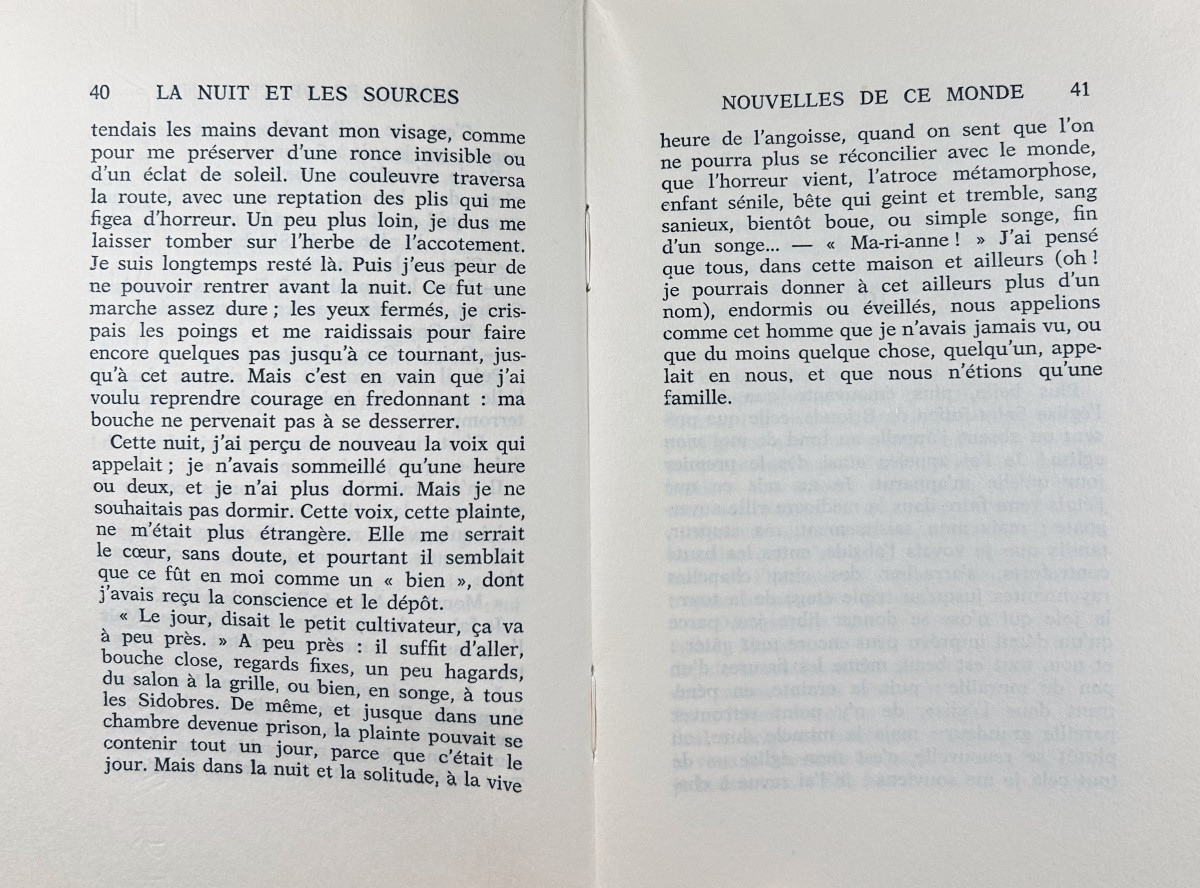 40 LA NUIT ET LES SOURCES
tendais les mains devant mon visage, comme
pour me préserver d'une ronce invisible ou
d'un éclat de soleil. Une couleuvre traversa
la route, avec une reptation des plis qui me
figea d'horreur. Un peu plus loin, je dus me
laisser tomber sur l'herbe de l'accotement.
Je suis longtemps resté là. Puis j'eus peur de
ne pouvoir rentrer avant la nuit. Ce fut une
marche assez dure ; les yeux fermés, je cris-
pais les poings et me raidissais pour faire
encore quelques pas jusqu'à ce tournant, jus-
qu'à cet autre. Mais c'est en vain que j'ai
voulu reprendre courage en fredonnant : ma
bouche ne pervenait pas à se desserrer.
Cette nuit, j'ai perçu de nouveau la voix qui
appelait ; je n'avais sommeillé qu'une heure
ou deux, et je n'ai plus dormi. Mais je ne
souhaitais pas dormir. Cette voix, cette plainte,
ne m'était plus étrangère. Elle me serrait
le cœur, sans doute, et pourtant il semblait
que ce fût en moi comme un « bien », dont
j'avais reçu la conscience et le dépôt.
« Le jour, disait le petit cultivateur, ça va
à peu près. » A peu près : il suffit d'aller,
bouche close, regards fixes, un peu hagards,
du salon à la grille, ou bien, en songe, à tous
les Sidobres. De même, et jusque dans une
chambre devenue prison, la plainte pouvait se
contenir tout un jour, parce que c'était le
jour. Mais dans la nuit et la solitude, à la vive
NOUVELLES DE CE MONDE 41
heure de l'angoisse, quand on sent que l'on
ne pourra plus se réconcilier avec le monde,
que l'horreur vient, l'atroce métamorphose,
enfant sénile, bête qui geint et tremble, sang
sanieux, bientôt boue, ou simple songe, fin
d'un songe... — « Ma-ri-anne ! » J'ai pensé
que tous, dans cette maison et ailleurs (oh !
je pourrais donner à cet ailleurs plus d'un
nom), endormis ou éveillés, nous appelions
comme cet homme que je n'avais jamais vu, ou
que du moins quelque chose, quelqu'un, appe-
lait en nous, et que nous n'étions qu'une
famille.